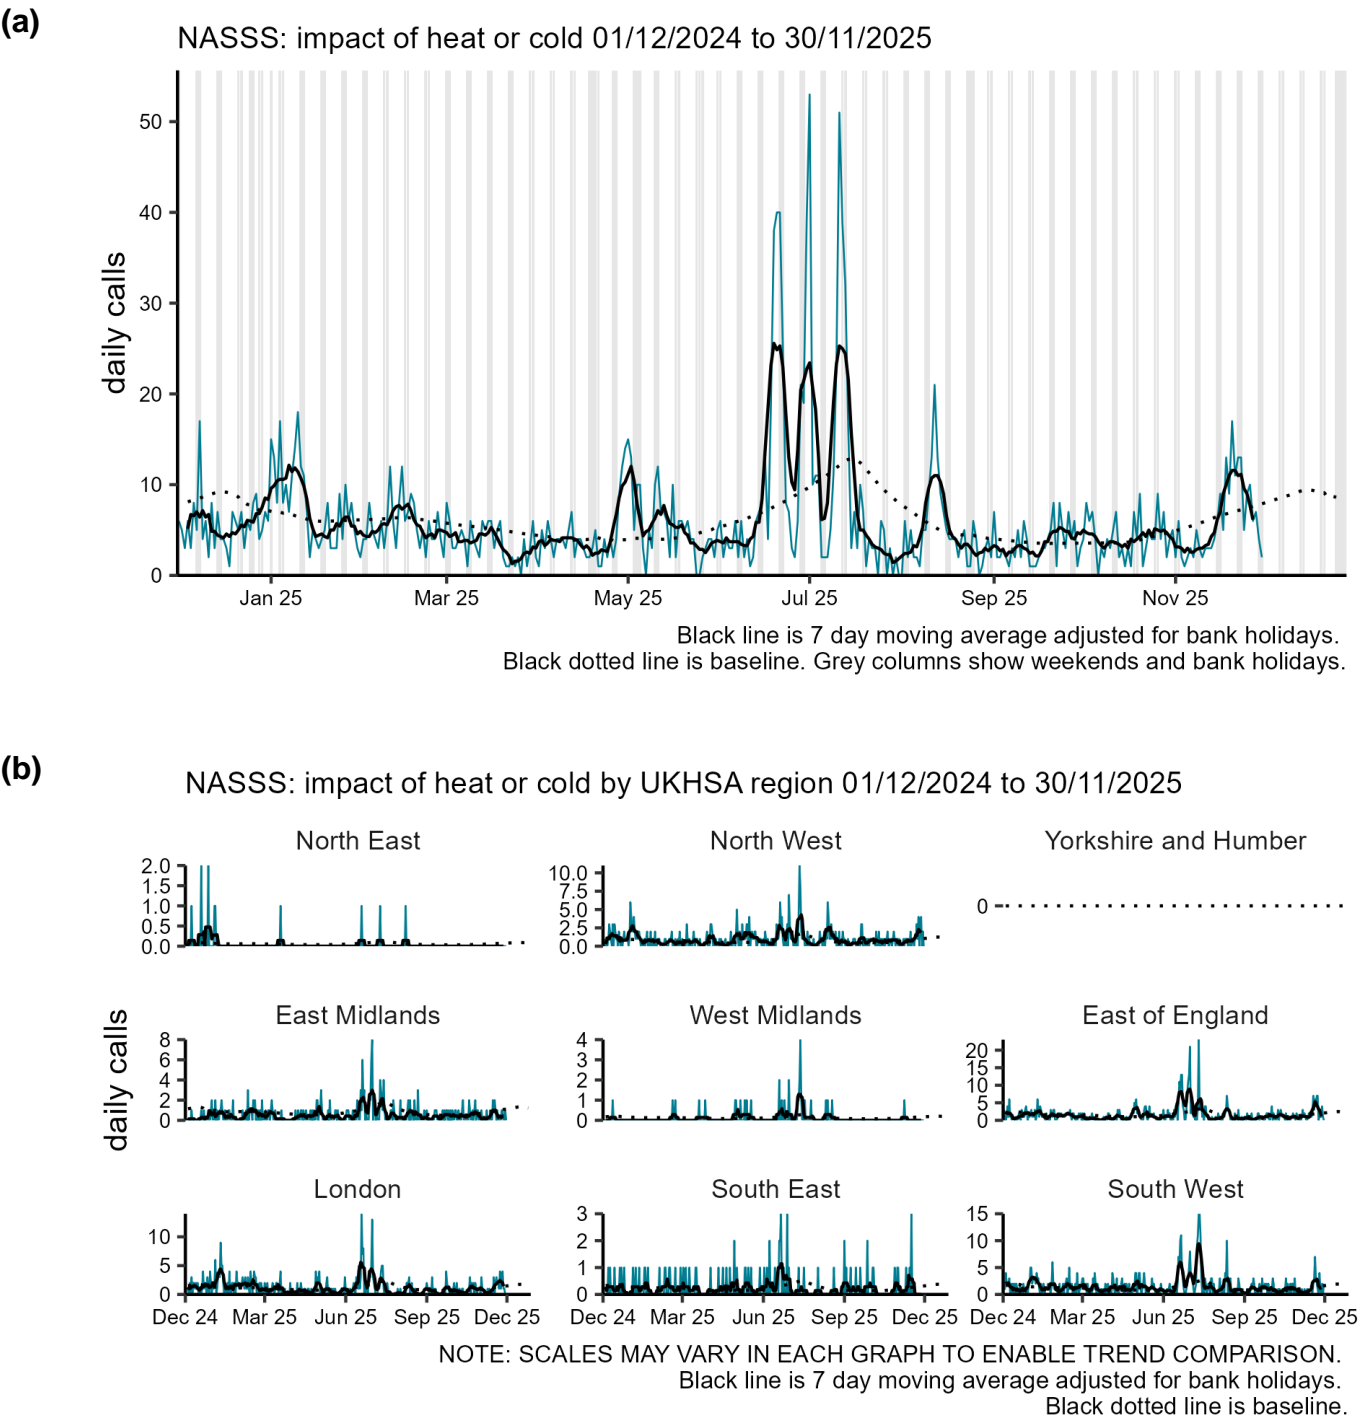 (a)
NASSS: impact of heat or cold 01/12/2024 to 30/11/2025
daily calls
50
40
30
20
10
0
Jan 25 Mar 25 May 25 Jul 25 Sep 25 Nov 25
Black line is 7 day moving average adjusted for bank holidays.
Black dotted line is baseline. Grey columns show weekends and bank holidays.
(b)
NASSS: impact of heat or cold by UKHSA region 01/12/2024 to 30/11/2025
daily calls
North East
2.0
1.5
1.0
0.5
0.0
North West
10.0
7.5
5.0
2.5
0.0
Yorkshire and Humber
0
East Midlands
8
6
4
2
0
West Midlands
4
3
2
1
0
East of England
20
15
10
5
0
London
10
5
0
Dec 24 Mar 25 Jun 25 Sep 25 Dec 25
South East
3
2
1
0
Dec 24 Mar 25 Jun 25 Sep 25 Dec 25
South West
15
10
5
0
Dec 24 Mar 25 Jun 25 Sep 25 Dec 25
NOTE: SCALES MAY VARY IN EACH GRAPH TO ENABLE TREND COMPARISON.
Black line is 7 day moving average adjusted for bank holidays.
Black dotted line is baseline.